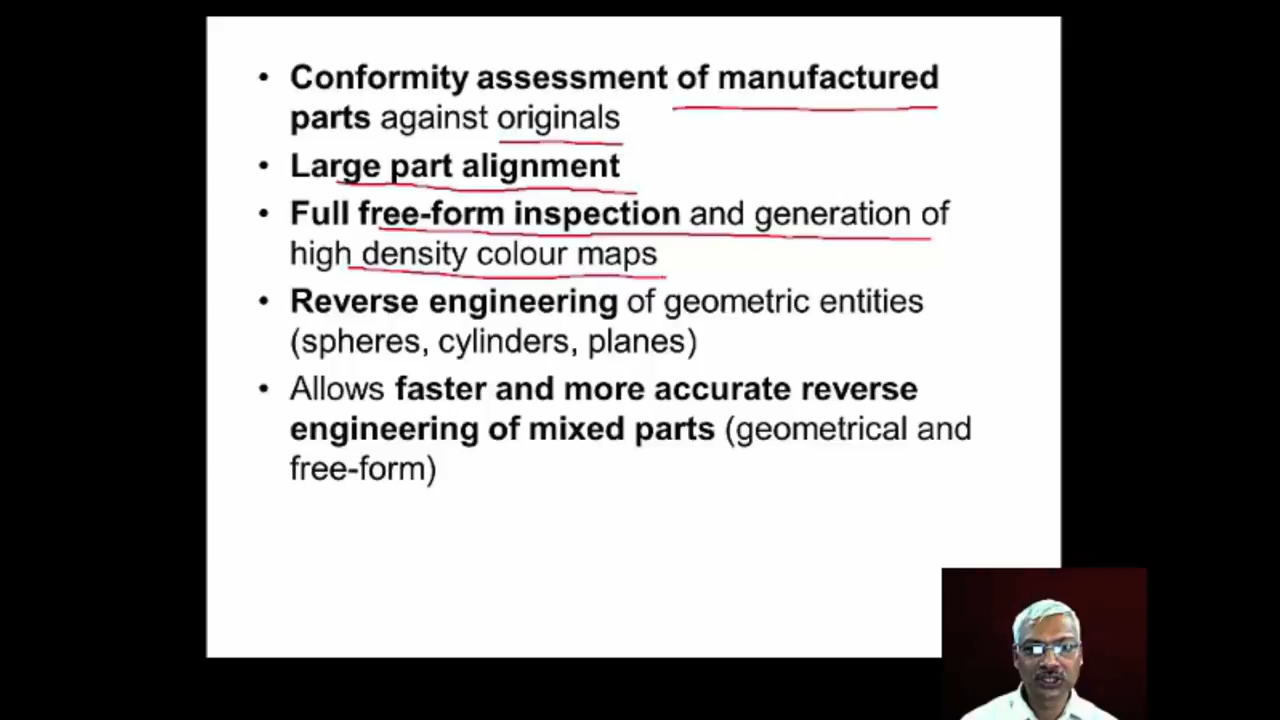 • Conformity assessment of manufactured
parts against originals
• Large part alignment
• Full free-form inspection and generation of
high density colour maps
• Reverse engineering of geometric entities
(spheres, cylinders, planes)
• Allows faster and more accurate reverse
engineering of mixed parts (geometrical and
free-form)